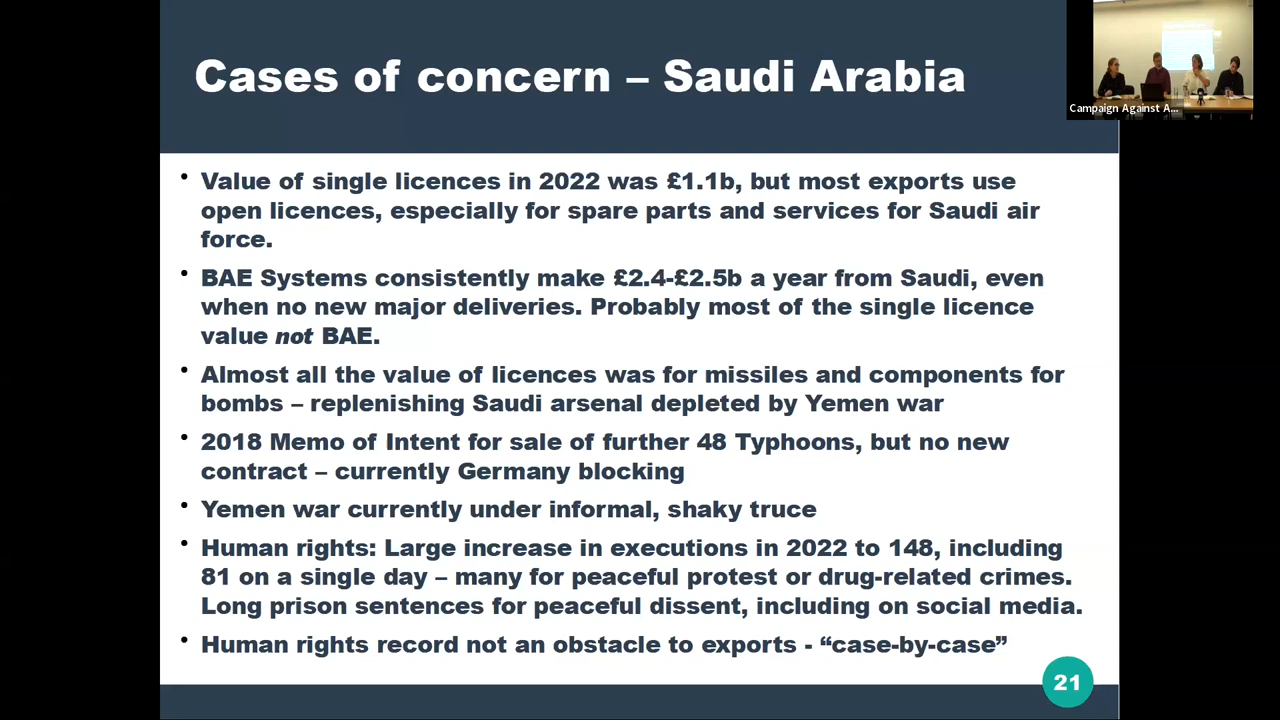 Cases of concern – Saudi Arabia
Campaign Against A...
• Value of single licences in 2022 was £1.1b, but most exports use
open licences, especially for spare parts and services for Saudi air
force.
• BAE Systems consistently make £2.4-£2.5b a year from Saudi, even
when no new major deliveries. Probably most of the single licence
value not BAE.
• Almost all the value of licences was for missiles and components for
bombs – replenishing Saudi arsenal depleted by Yemen war
• 2018 Memo of Intent for sale of further 48 Typhoons, but no new
contract – currently Germany blocking
• Yemen war currently under informal, shaky truce
• Human rights: Large increase in executions in 2022 to 148, including
81 on a single day – many for peaceful protest or drug-related crimes.
Long prison sentences for peaceful dissent, including on social media.
• Human rights record not an obstacle to exports - “case-by-case”
21